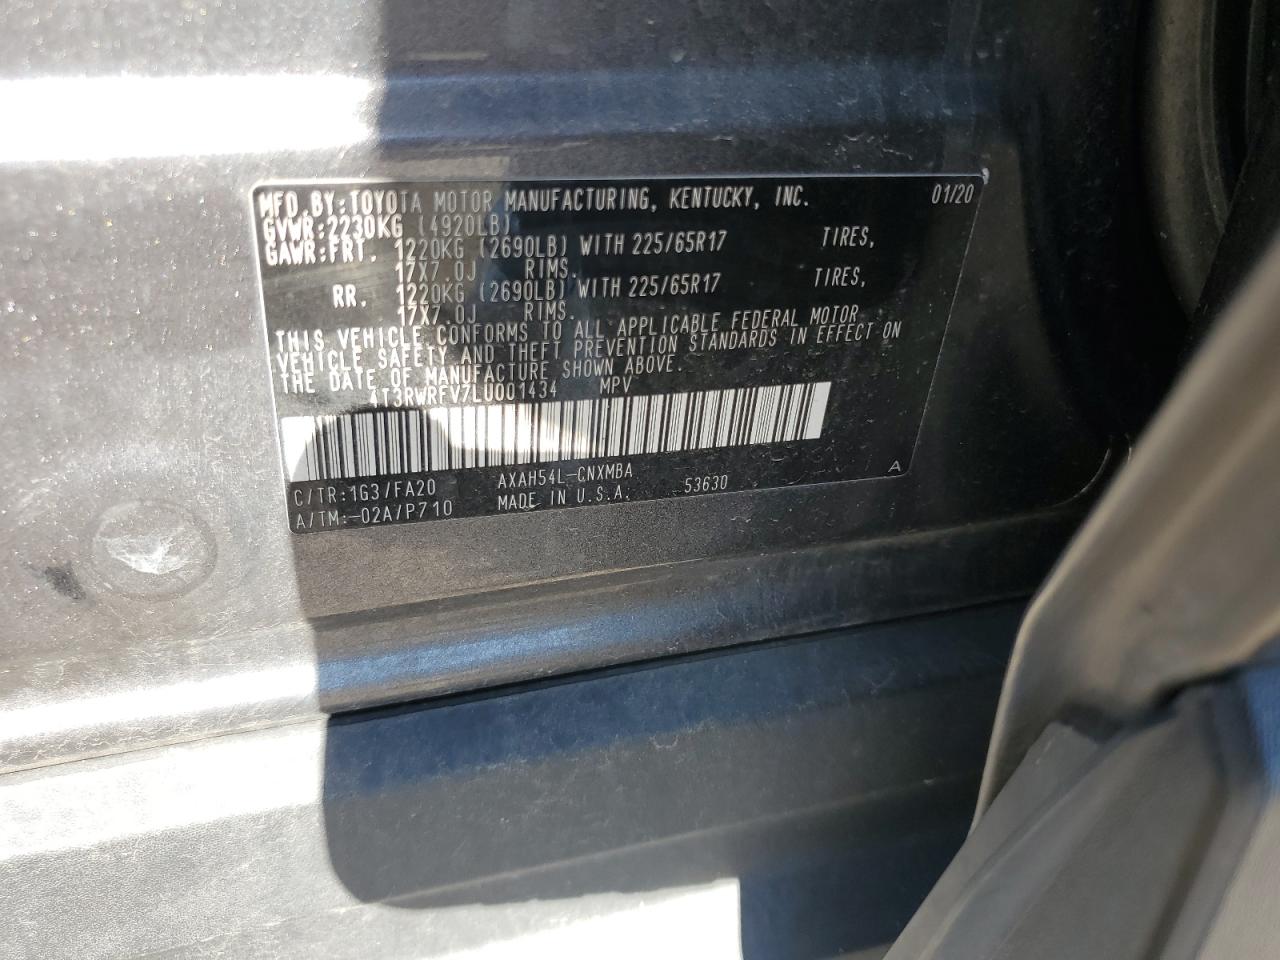 MFD.BY:TOYOTA MOTOR MANUFACTURING, KENTUCKY, INC. 01/20
GVWR:2230KG (4920LB)
GAWR:FRT. 1220KG (2690LB) WITH 225/65R17 TIRES,
17X7.0J RIMS.
RR. 1220KG (2690LB) WITH 225/65R17 TIRES,
17X7.0J RIMS.
THIS VEHICLE CONFORMS TO ALL APPLICABLE FEDERAL MOTOR
VEHICLE SAFETY AND THEFT PREVENTION STANDARDS IN EFFECT ON
THE DATE OF MANUFACTURE SHOWN ABOVE.
4T3RWRFV7LU001434 MPV
C/TR:1G3/FA20 AXAH54L-CNXMBA A
A/TM:-02A/P710 MADE IN U.S.A. 53630